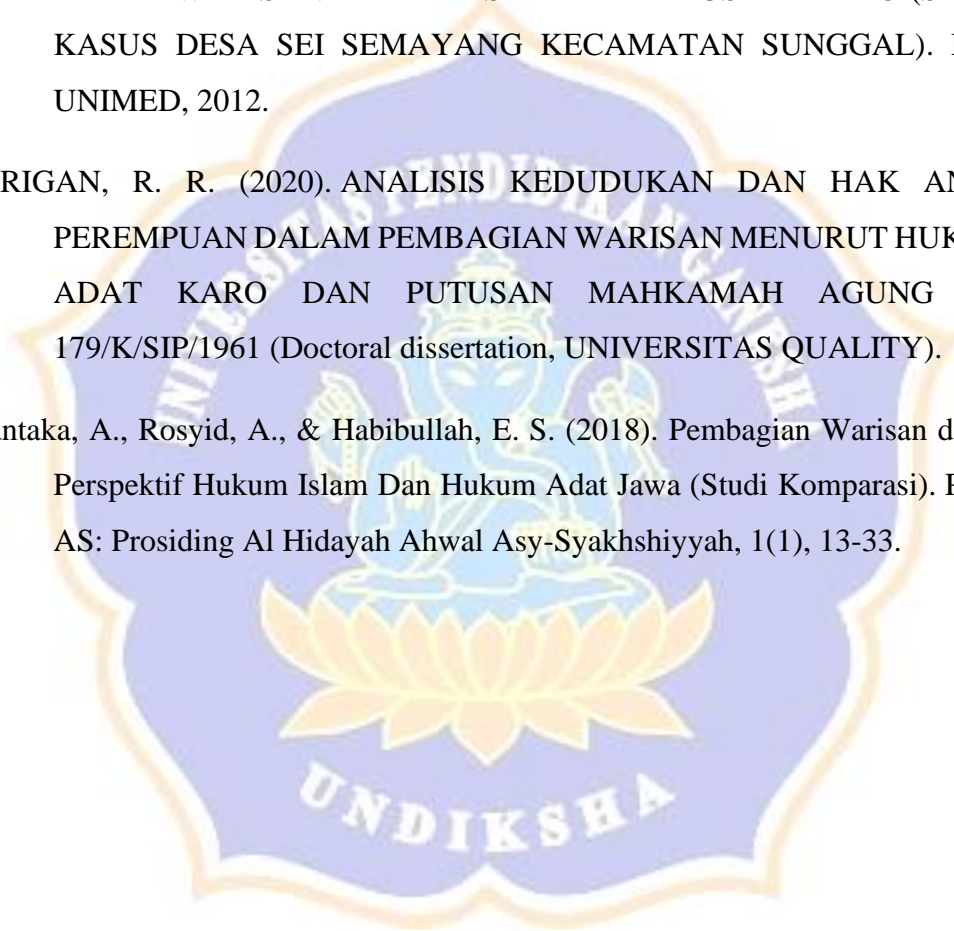 KASUS DESA SEI SEMAYANG KECAMATAN SUNGGAL).
UNIMED, 2012.
RIGAN, R. R. (2020). ANALISIS KEDUDUKAN DAN HAK
PEREMPUAN DALAM PEMBAGIAN WARISAN MENURUT
ADAT KARO DAN PUTUSAN MAHKAMAH AGUNG
179/K/SIP/1961 (Doctoral dissertation, UNIVERSITAS QUALITY).
ntaka, A., Rosyid, A., & Habibullah, E. S. (2018). Pembagian Warisan
Perspektif Hukum Islam Dan Hukum Adat Jawa (Studi Komparasi).
AS: Prosiding Al Hidayah Ahwal Asy-Syakhshiyyah, 1(1), 13-33.
UNIVERSITAS PENDIDIKAN GANESHA
UNDIKSHA